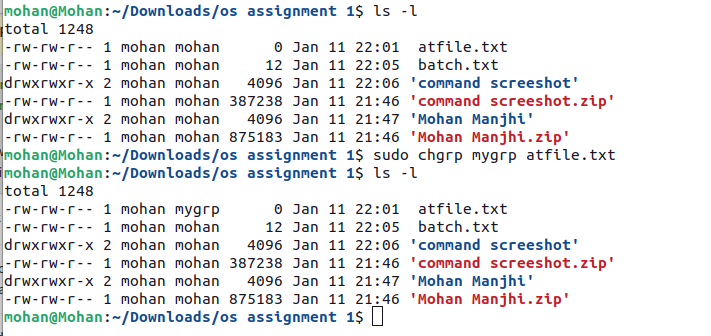 mohan@Mohan:~/Downloads/os assignment 1$ ls -l
total 1248
-rw-rw-r-- 1 mohan mohan      0 Jan 11 22:01  atfile.txt
-rw-rw-r-- 1 mohan mohan     12 Jan 11 22:05  batch.txt
drwxrwxr-x 2 mohan mohan   4096 Jan 11 22:06 'command screeshot'
-rw-rw-r-- 1 mohan mohan 387238 Jan 11 21:46 'command screeshot.zip'
drwxrwxr-x 2 mohan mohan   4096 Jan 11 21:47 'Mohan Manjhi'
-rw-rw-r-- 1 mohan mohan 875183 Jan 11 21:46 'Mohan Manjhi.zip'
mohan@Mohan:~/Downloads/os assignment 1$ sudo chgrp mygrp atfile.txt
mohan@Mohan:~/Downloads/os assignment 1$ ls -l
total 1248
-rw-rw-r-- 1 mohan mygrp      0 Jan 11 22:01  atfile.txt
-rw-rw-r-- 1 mohan mohan     12 Jan 11 22:05  batch.txt
drwxrwxr-x 2 mohan mohan   4096 Jan 11 22:06 'command screeshot'
-rw-rw-r-- 1 mohan mohan 387238 Jan 11 21:46 'command screeshot.zip'
drwxrwxr-x 2 mohan mohan   4096 Jan 11 21:47 'Mohan Manjhi'
-rw-rw-r-- 1 mohan mohan 875183 Jan 11 21:46 'Mohan Manjhi.zip'
mohan@Mohan:~/Downloads/os assignment 1$